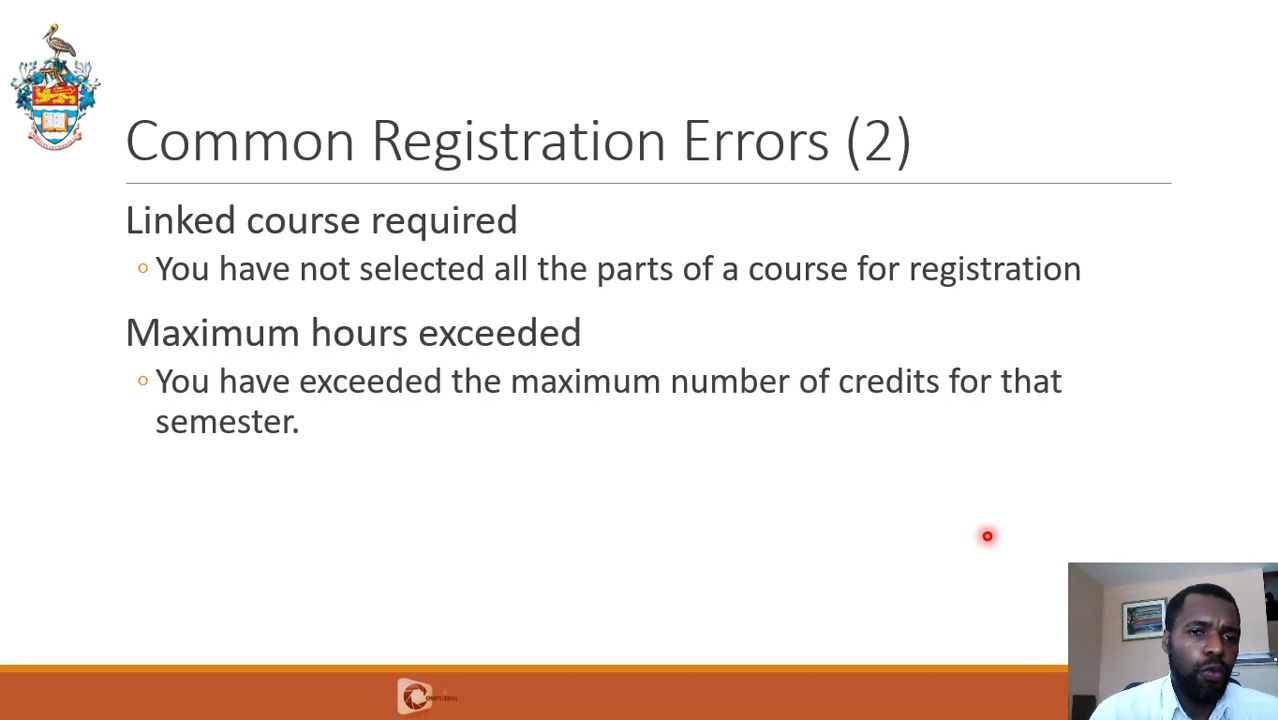 Common Registration Errors (2)
Linked course required
You have not selected all the parts of a course for registration
Maximum hours exceeded
You have exceeded the maximum number of credits for that
semester.
COMPUTING